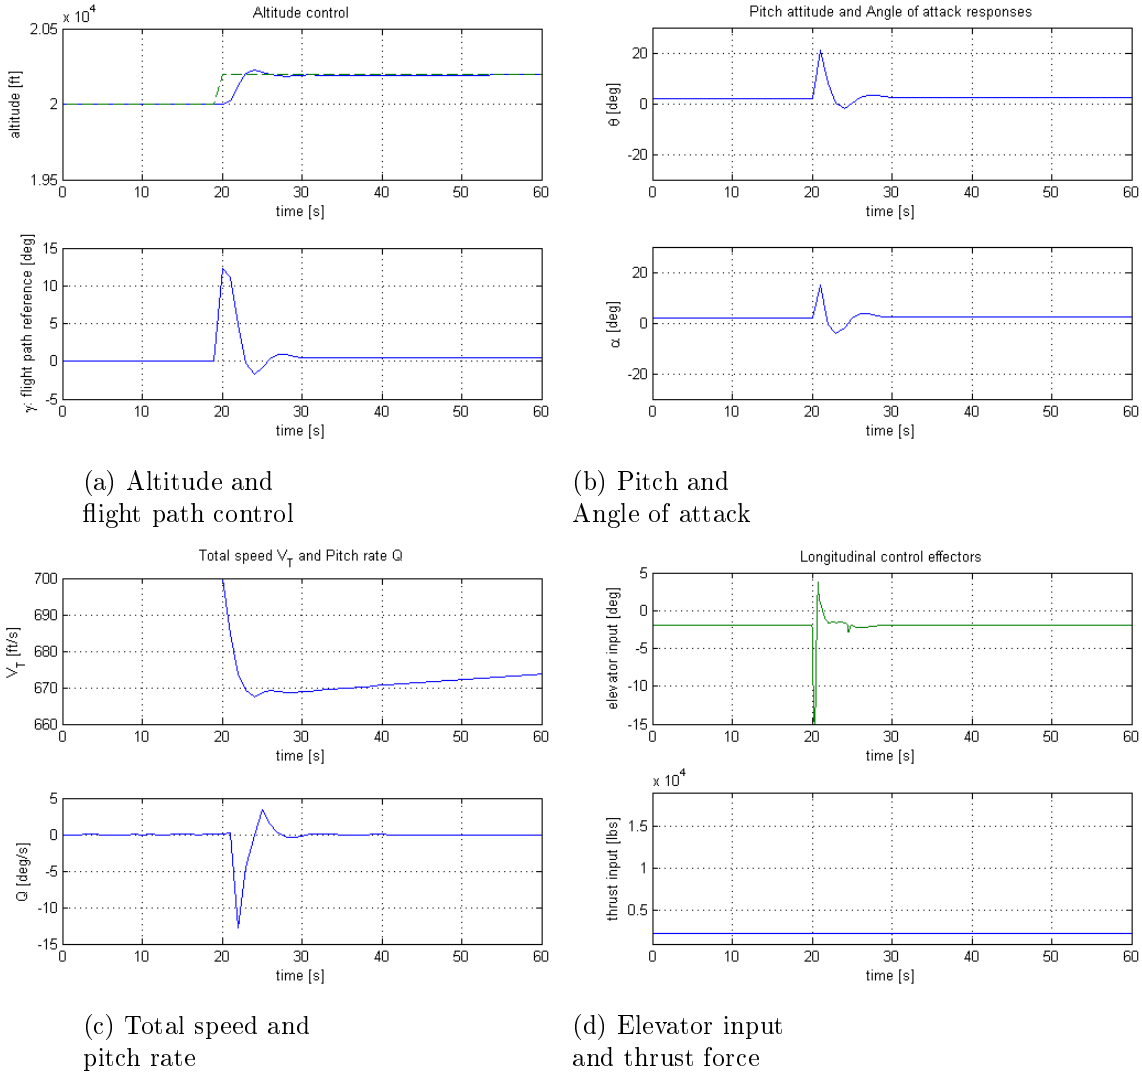 x 10^4
Altitude control
2.05
2
1.95
altitude [ft]
0 10 20 30 40 50 60
time [s]
15
10
5
0
-5
γ: flight path reference [deg]
0 10 20 30 40 50 60
time [s]
(a) Altitude and
flight path control
Pitch attitude and Angle of attack responses
20
0
-20
θ [deg]
0 10 20 30 40 50 60
time [s]
20
0
-20
α [deg]
0 10 20 30 40 50 60
time [s]
(b) Pitch and
Angle of attack
Total speed V_T and Pitch rate Q
700
690
680
670
660
V_T [ft/s]
0 10 20 30 40 50 60
time [s]
5
0
-5
-10
-15
Q [deg/s]
0 10 20 30 40 50 60
time [s]
(c) Total speed and
pitch rate
Longitudinal control effectors
5
0
-5
-10
-15
elevator input [deg]
0 10 20 30 40 50 60
time [s]
x 10^4
1.5
1
0.5
thrust input [lbs]
0 10 20 30 40 50 60
time [s]
(d) Elevator input
and thrust force